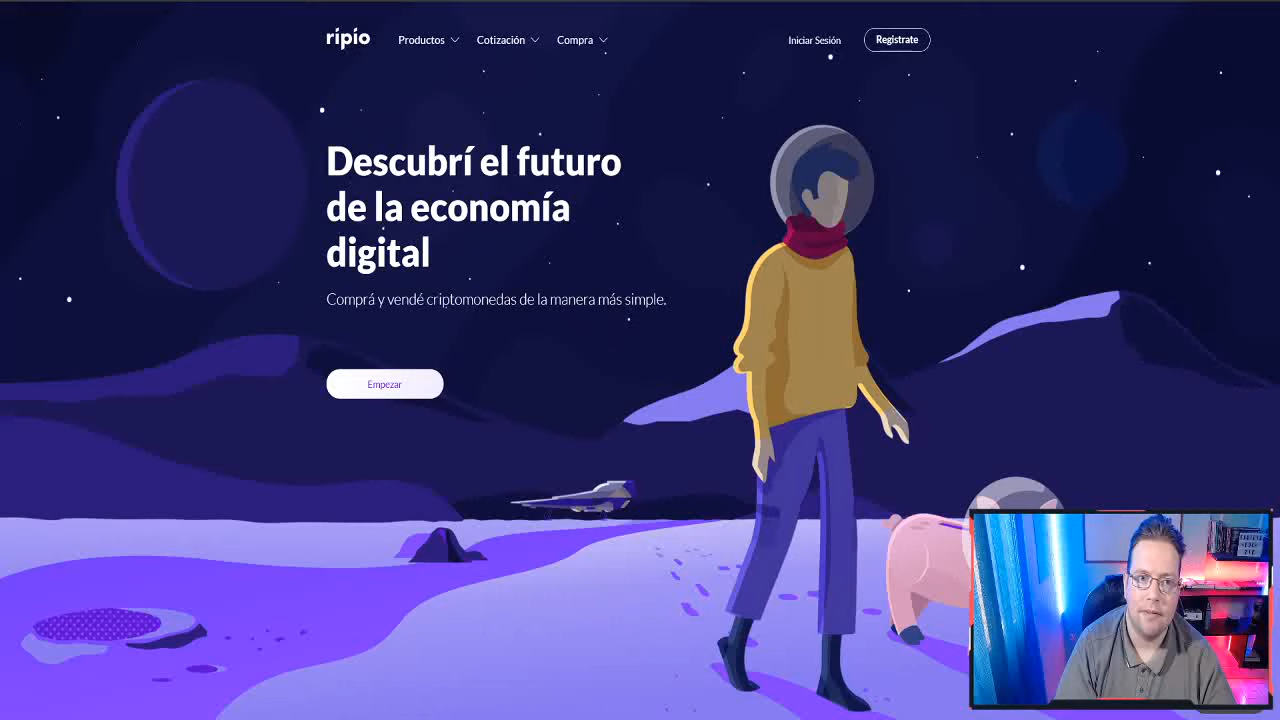 ripio
Productos
Cotización
Compra
Iniciar Sesión
Registrate
Descubrí el futuro
de la economía
digital
Comprá y vendé criptomonedas de la manera más simple.
Empezar